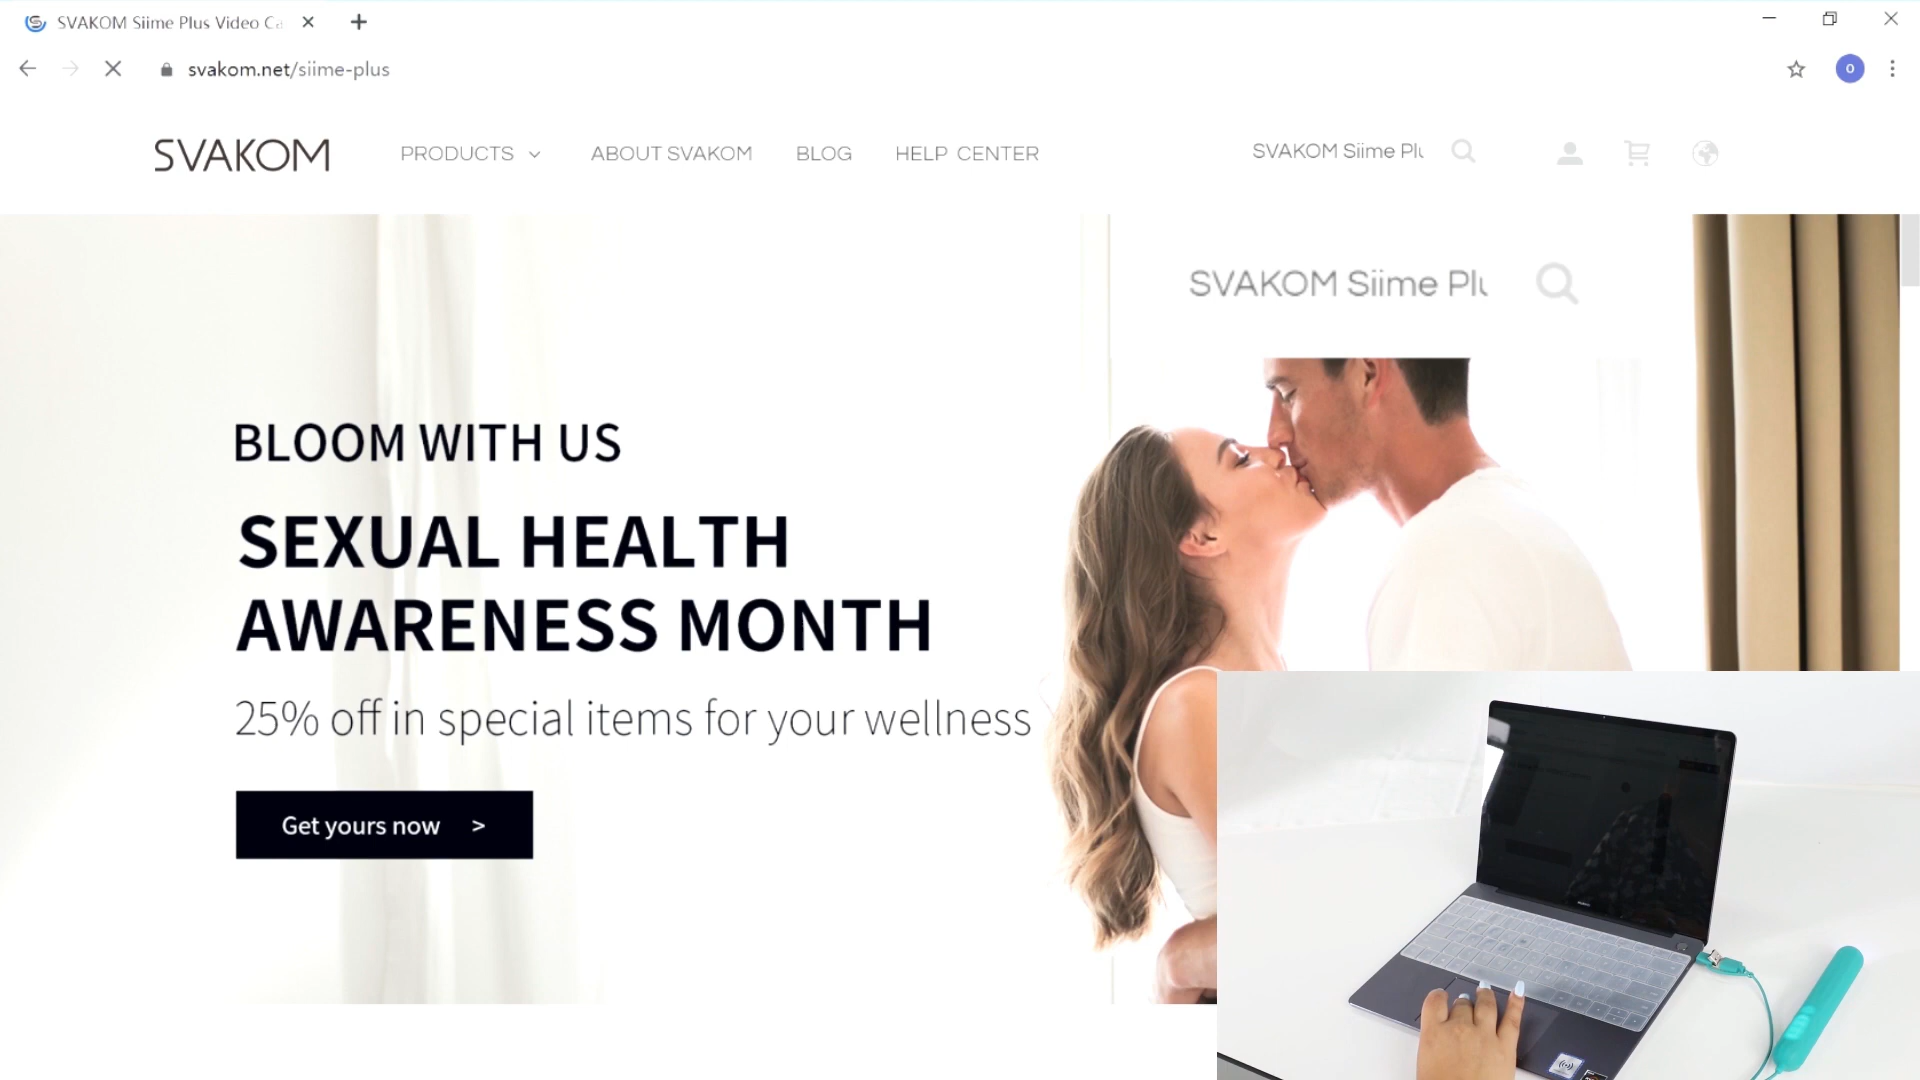 SVAKOM Siime Plus Video Ca
svakom.net/siime-plus
o
SVAKOM
PRODUCTS
ABOUT SVAKOM
BLOG
HELP CENTER
SVAKOM Siime Plu
SVAKOM Siime Plu
BLOOM WITH US
SEXUAL HEALTH
AWARENESS MONTH
25% off in special items for your wellness
Get yours now >